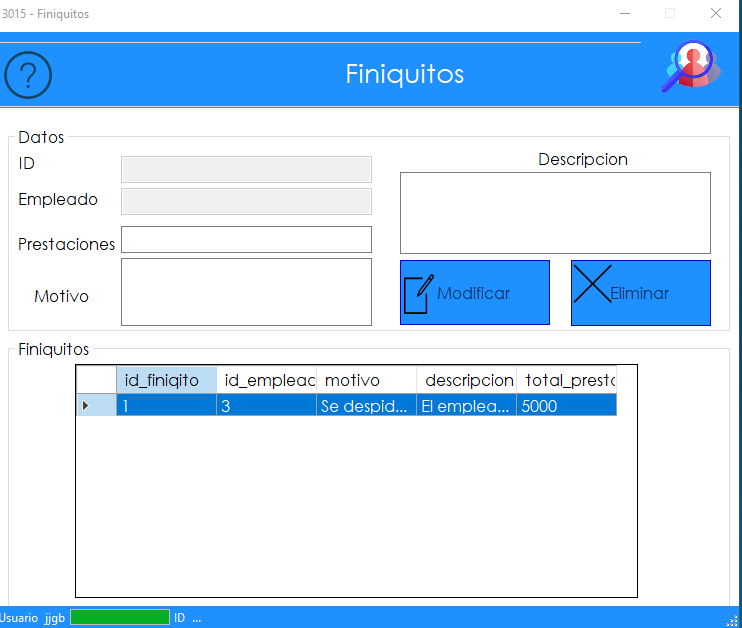 3015 - Finiquitos
?
Finiquitos
Datos
ID
Empleado
Prestaciones
Motivo
Descripcion
Modificar
Eliminar
Finiquitos
id_finiqito id_empleac motivo descripcion total_presta
1 3 Se despid... El emplea... 5000
Usuario jjgb ID ...